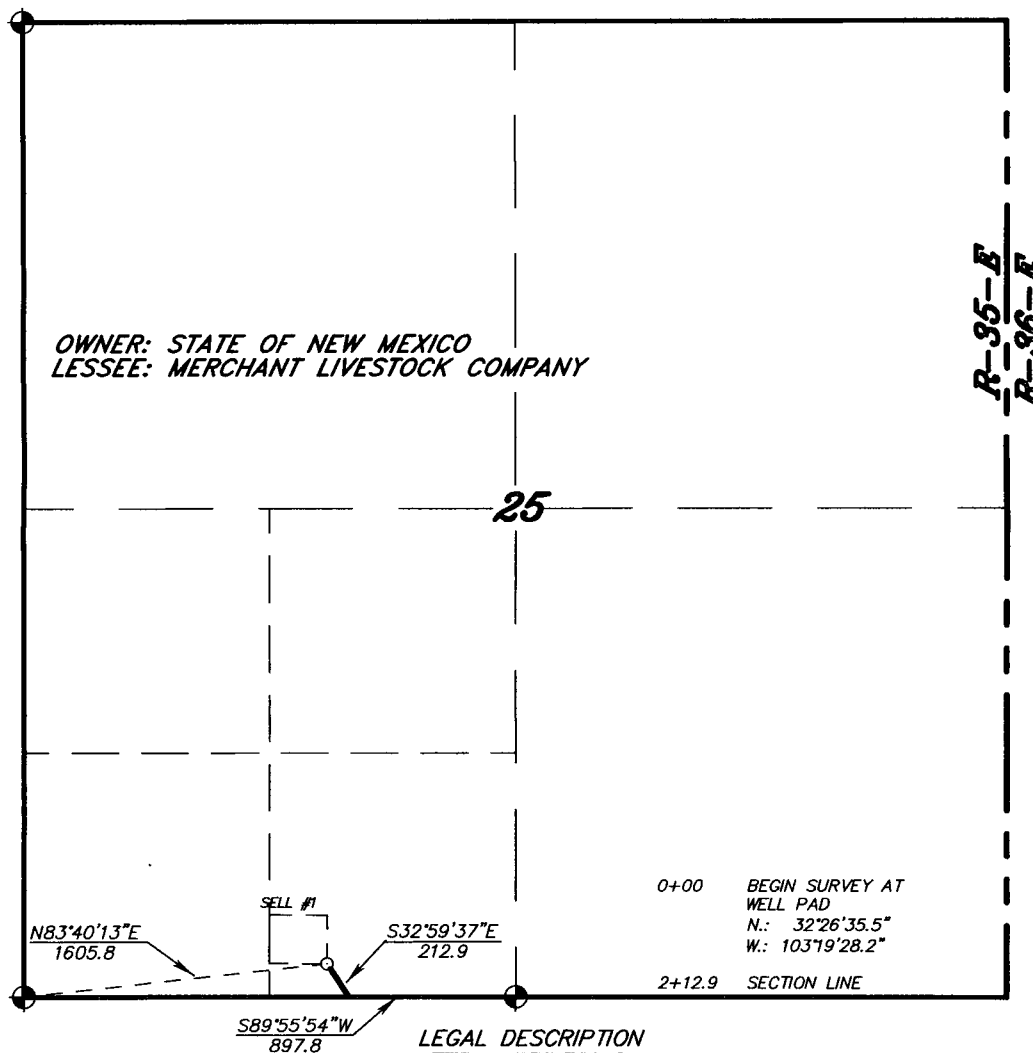 OWNER: STATE OF NEW MEXICO
LESSEE: MERCHANT LIVESTOCK COMPANY
R-35-E
R-36-E
25
SELL #1
N83°40'13"E
1605.8
S32°59'37"E
212.9
0+00 BEGIN SURVEY AT
WELL PAD
N.: 32°26'35.5"
W.: 103°19'28.2"
2+12.9 SECTION LINE
S89°55'54"W
897.8
LEGAL DESCRIPTION